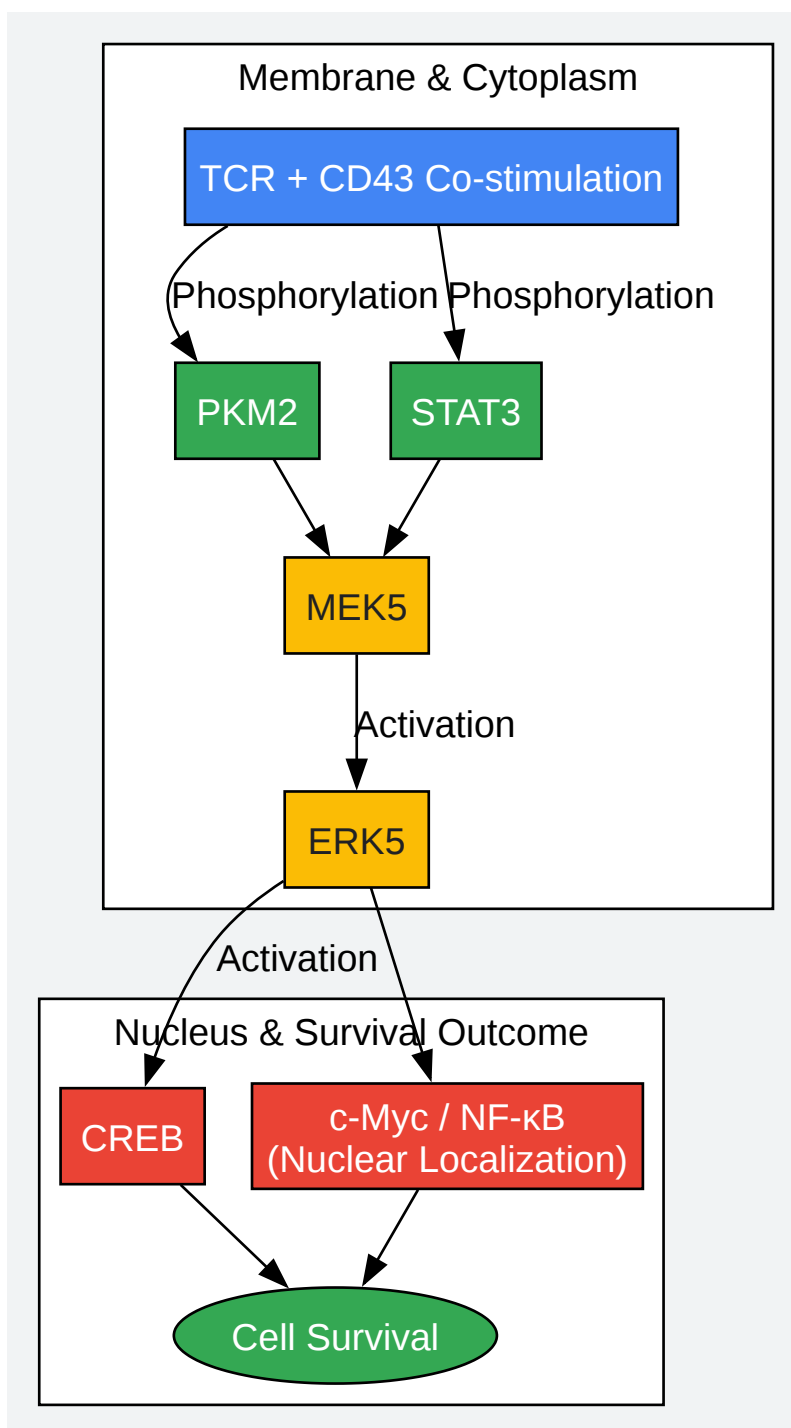 Membrane & Cytoplasm
TCR + CD43 Co-stimulation
Phosphorylation
Phosphorylation
PKM2
STAT3
MEK5
Activation
ERK5
Activation
Nucleus & Survival Outcome
CREB
c-Myc / NF-κB
(Nuclear Localization)
Cell Survival